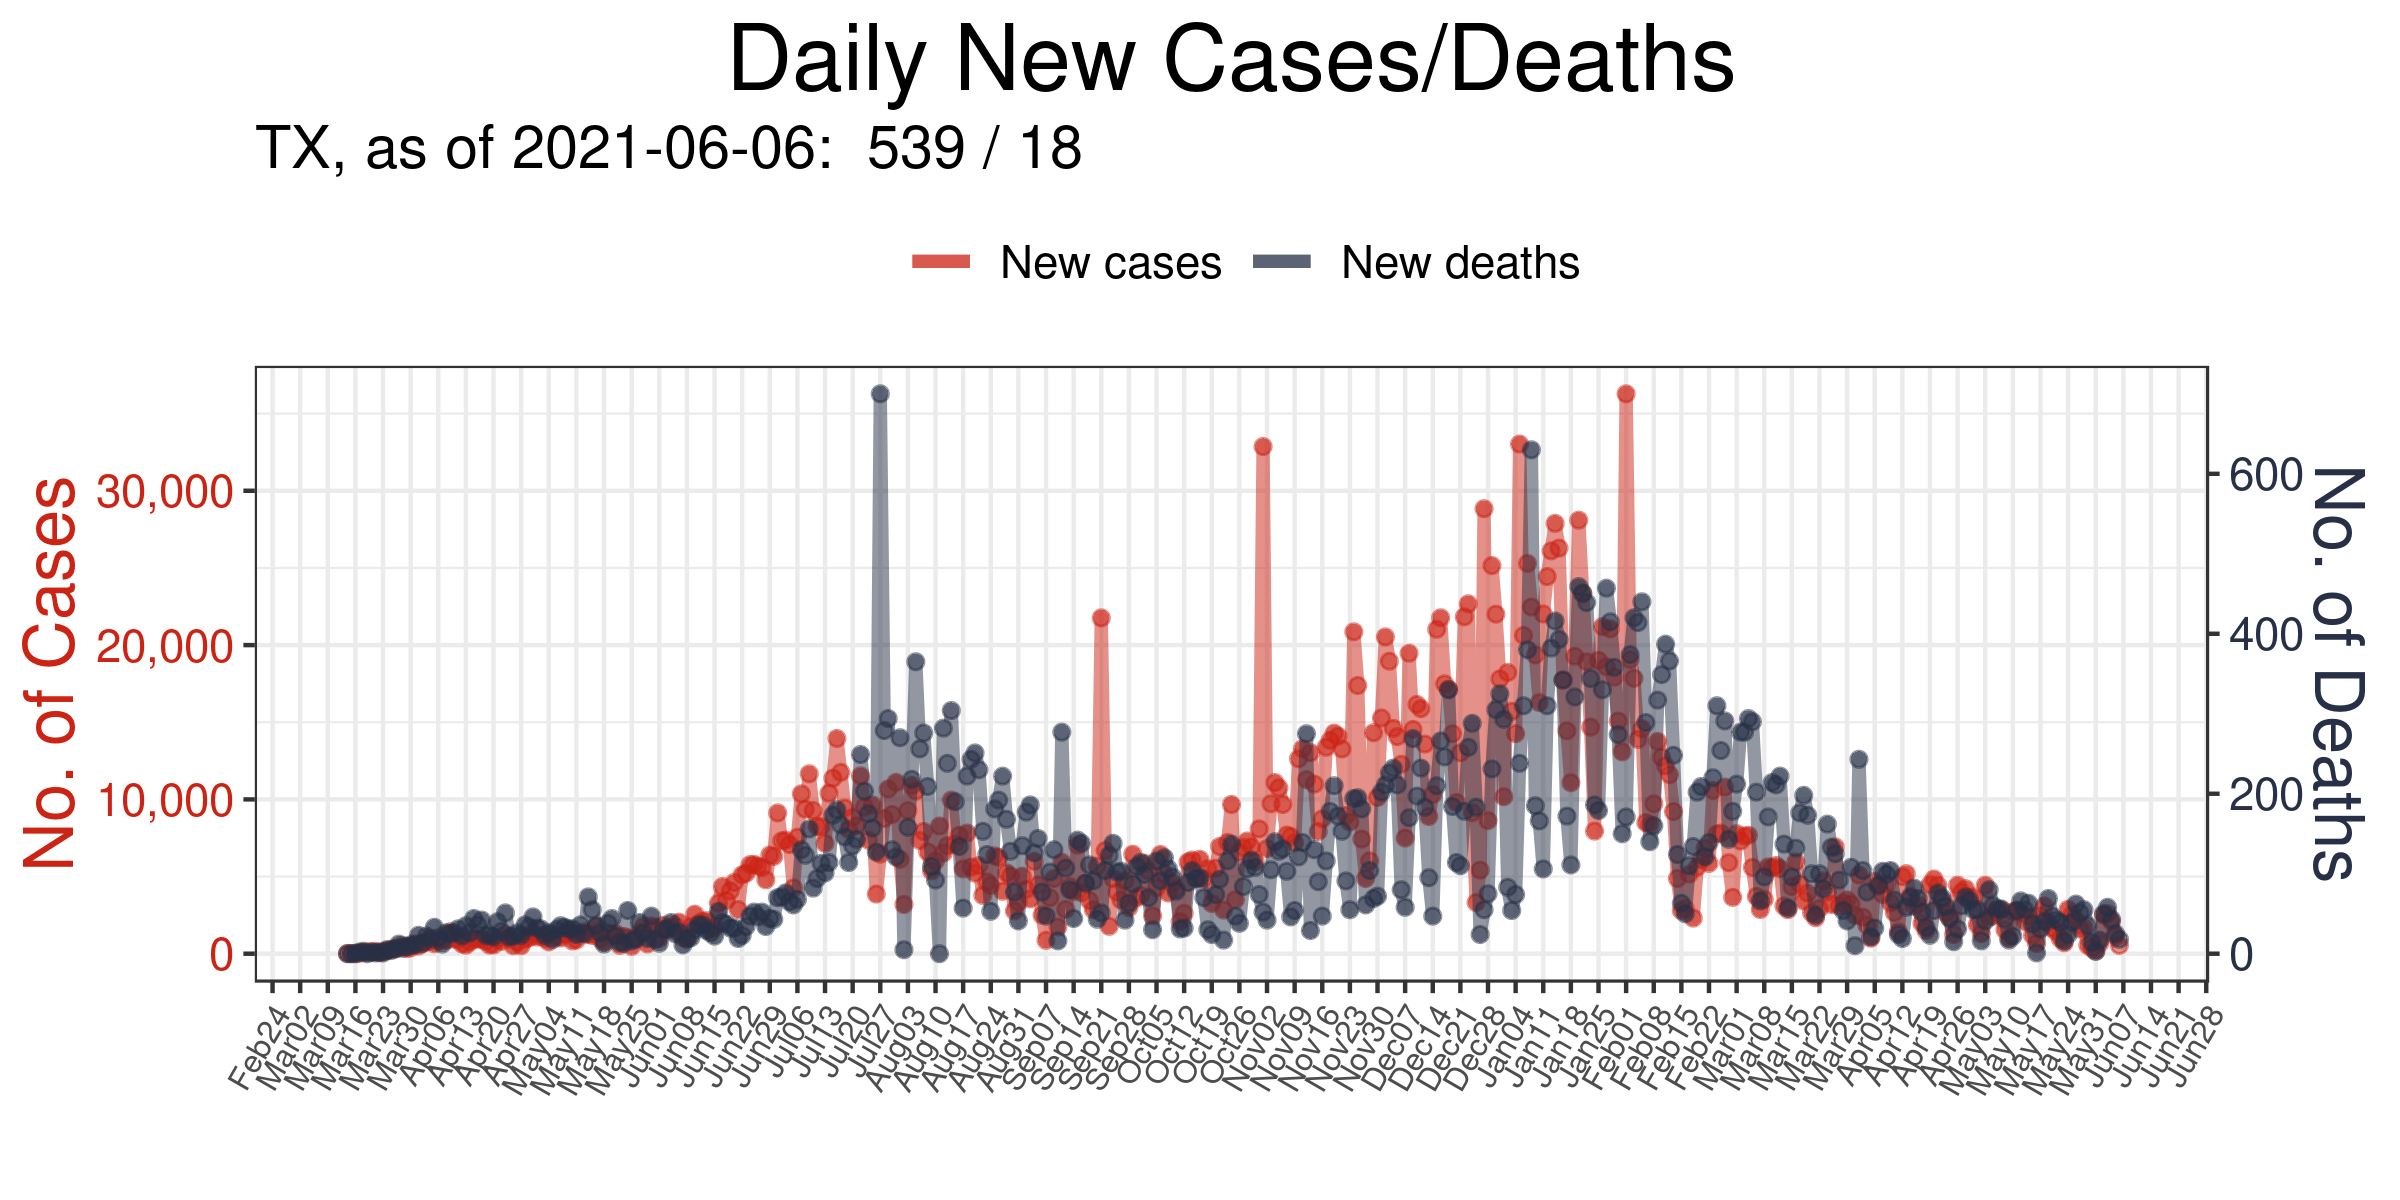 Daily New Cases/Deaths
TX, as of 2021-06-06:  539 / 18
New cases
New deaths
No. of Cases
30,000
20,000
10,000
0
600
400
200
0
No. of Deaths
Feb24
Mar02
Mar09
Mar16
Mar23
Mar30
Apr06
Apr13
Apr20
Apr27
May04
May11
May18
May25
Jun01
Jun08
Jun15
Jun22
Jun29
Jul06
Jul13
Jul20
Jul27
Aug03
Aug10
Aug17
Aug24
Aug31
Sep07
Sep14
Sep21
Sep28
Oct05
Oct12
Oct19
Oct26
Nov02
Nov09
Nov16
Nov23
Nov30
Dec07
Dec14
Dec21
Dec28
Jan04
Jan11
Jan18
Jan25
Feb01
Feb08
Feb15
Feb22
Mar01
Mar08
Mar15
Mar22
Mar29
Apr05
Apr12
Apr19
Apr26
May03
May10
May17
May24
May31
Jun07
Jun14
Jun21
Jun28